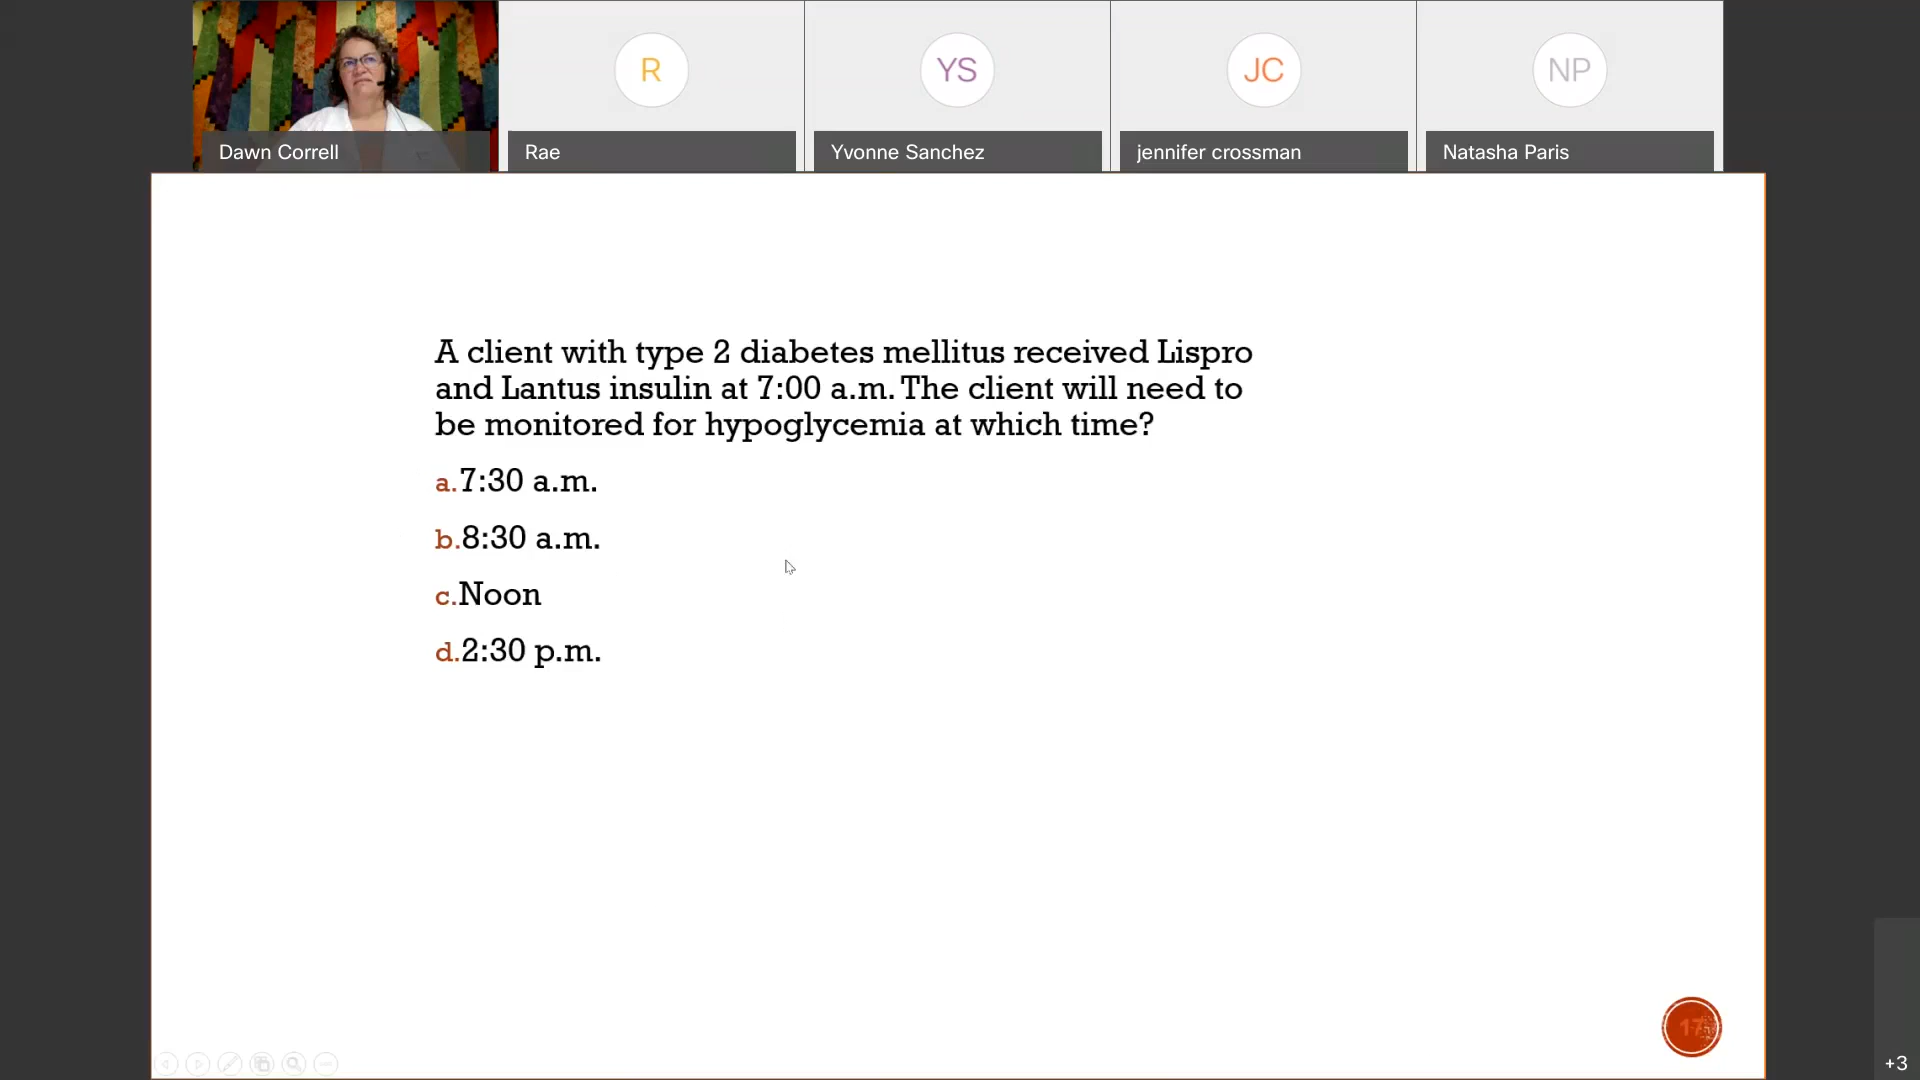 R
YS
JC
NP
Dawn Correll
Rae
Yvonne Sanchez
jennifer crossman
Natasha Paris
A client with type 2 diabetes mellitus received Lispro
and Lantus insulin at 7:00 a.m. The client will need to
be monitored for hypoglycemia at which time?
a.7:30 a.m.
b.8:30 a.m.
c.Noon
d.2:30 p.m.
+3